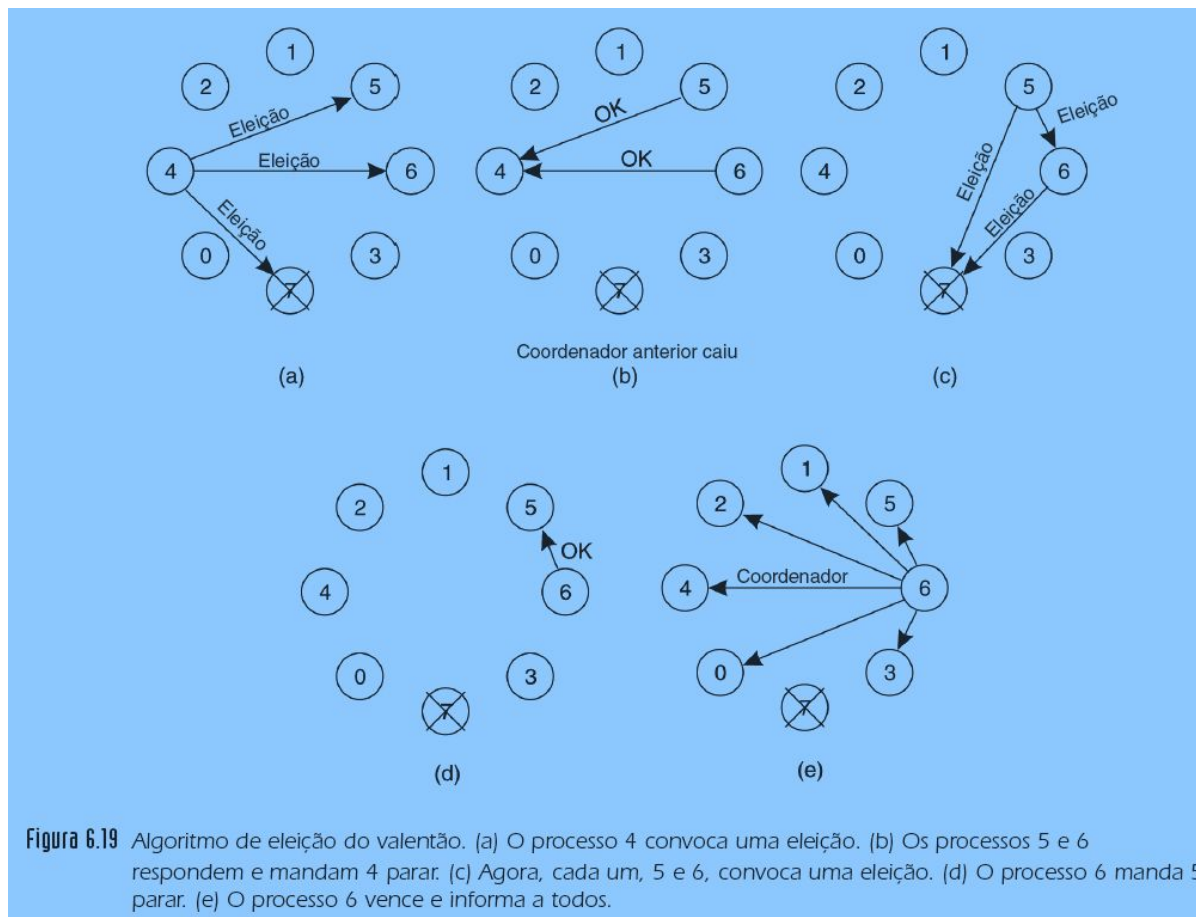 1
2
5
Eleição
4
Eleição
6
Eleição
0
3
7
(a)
1
2
5
OK
4
OK
6
0
3
7
Coordenador anterior caiu
(b)
1
2
5
Eleição
4
Eleição
6
Eleição
0
3
7
(c)
1
2
5
OK
4
6
0
3
7
(d)
1
2
5
Coordenador
4
6
0
3
7
(e)
Figura 6.19 Algoritmo de eleição do valentão. (a) O processo 4 convoca uma eleição. (b) Os processos 5 e 6
respondem e mandam 4 parar. (c) Agora, cada um, 5 e 6, convoca uma eleição. (d) O processo 6 manda 5
parar. (e) O processo 6 vence e informa a todos.